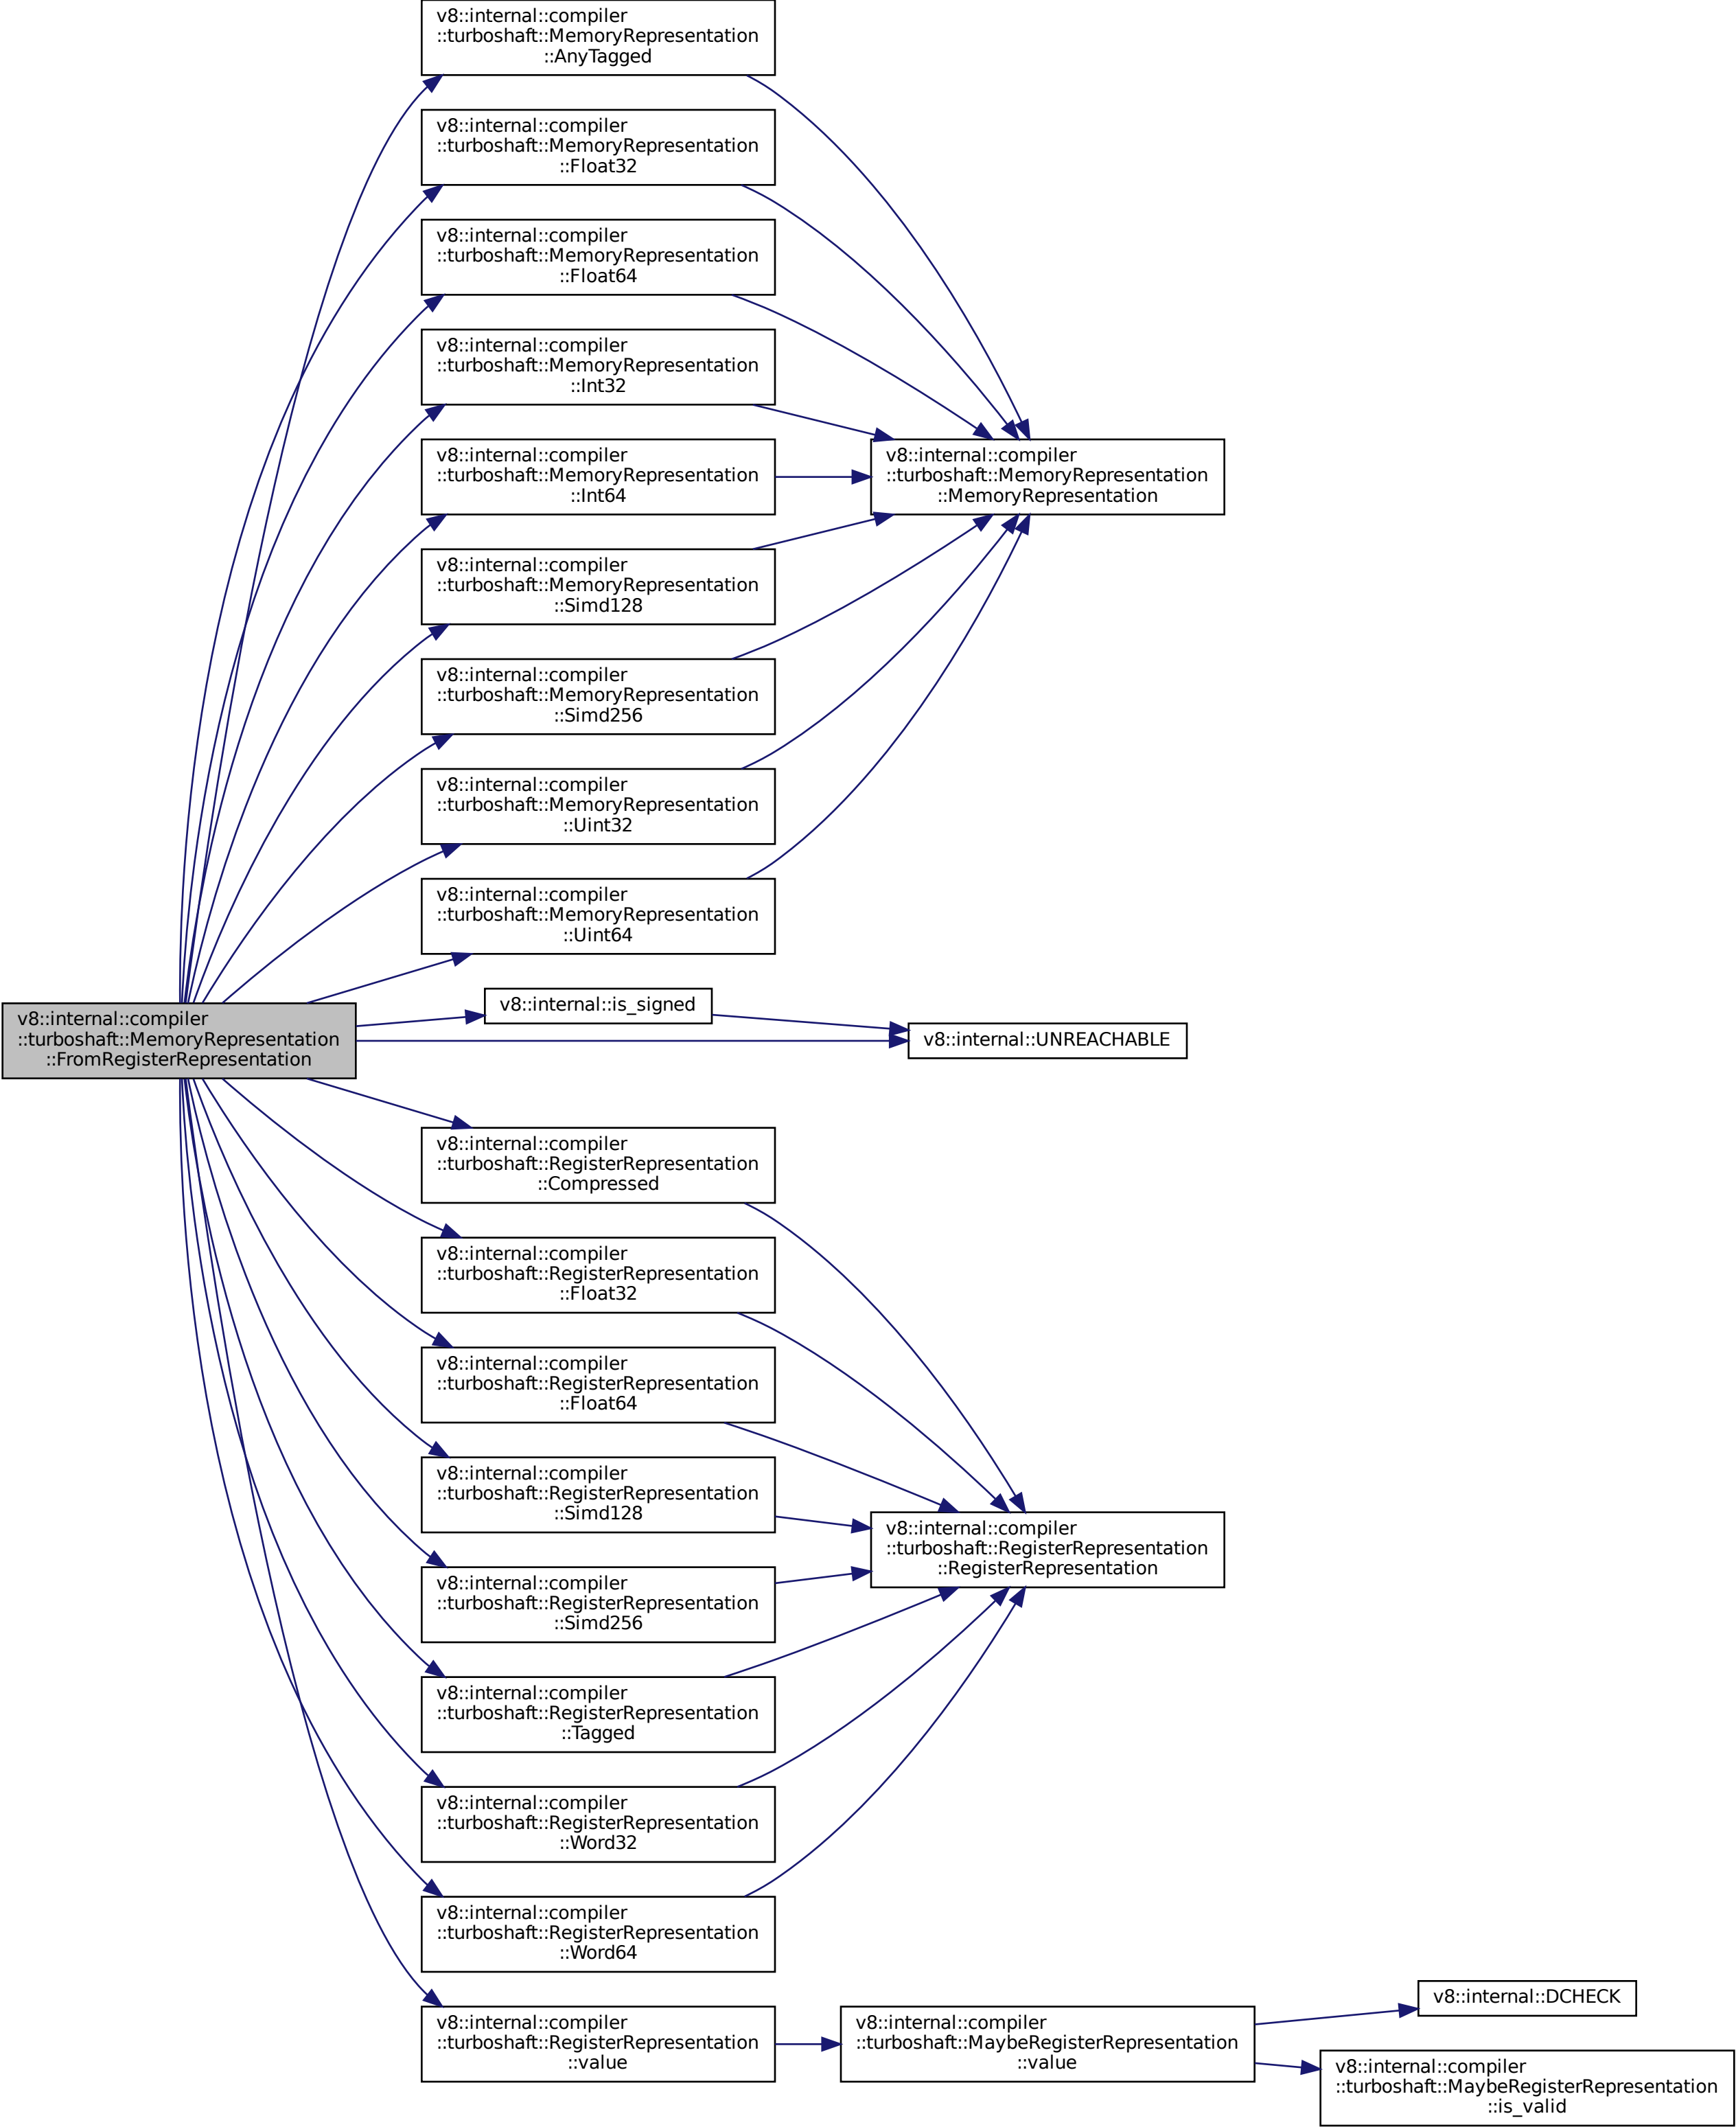 v8::internal::compiler
::turboshaft::MemoryRepresentation
::AnyTagged
v8::internal::compiler
::turboshaft::MemoryRepresentation
::Float32
v8::internal::compiler
::turboshaft::MemoryRepresentation
::Float64
v8::internal::compiler
::turboshaft::MemoryRepresentation
::Int32
v8::internal::compiler
::turboshaft::MemoryRepresentation
::Int64
v8::internal::compiler
::turboshaft::MemoryRepresentation
::MemoryRepresentation
v8::internal::compiler
::turboshaft::MemoryRepresentation
::Simd128
v8::internal::compiler
::turboshaft::MemoryRepresentation
::Simd256
v8::internal::compiler
::turboshaft::MemoryRepresentation
::Uint32
v8::internal::compiler
::turboshaft::MemoryRepresentation
::Uint64
v8::internal::compiler
::turboshaft::MemoryRepresentation
::FromRegisterRepresentation
v8::internal::is_signed
v8::internal::UNREACHABLE
v8::internal::compiler
::turboshaft::RegisterRepresentation
::Compressed
v8::internal::compiler
::turboshaft::RegisterRepresentation
::Float32
v8::internal::compiler
::turboshaft::RegisterRepresentation
::Float64
v8::internal::compiler
::turboshaft::RegisterRepresentation
::Simd128
v8::internal::compiler
::turboshaft::RegisterRepresentation
::RegisterRepresentation
v8::internal::compiler
::turboshaft::RegisterRepresentation
::Simd256
v8::internal::compiler
::turboshaft::RegisterRepresentation
::Tagged
v8::internal::compiler
::turboshaft::RegisterRepresentation
::Word32
v8::internal::compiler
::turboshaft::RegisterRepresentation
::Word64
v8::internal::compiler
::turboshaft::RegisterRepresentation
::value
v8::internal::compiler
::turboshaft::MaybeRegisterRepresentation
::value
v8::internal::DCHECK
v8::internal::compiler
::turboshaft::MaybeRegisterRepresentation
::is_valid